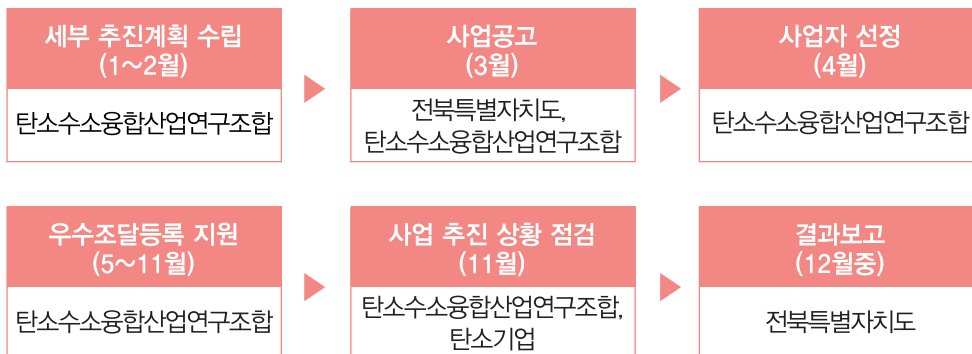 세부 추진계획 수립
(1~2월)
탄소수소융합산업연구조합
사업공고
(3월)
전북특별자치도,
탄소수소융합산업연구조합
사업자 선정
(4월)
탄소수소융합산업연구조합
우수조달등록 지원
(5~11월)
탄소수소융합산업연구조합
사업 추진 상황 점검
(11월)
탄소수소융합산업연구조합,
탄소기업
결과보고
(12월중)
전북특별자치도